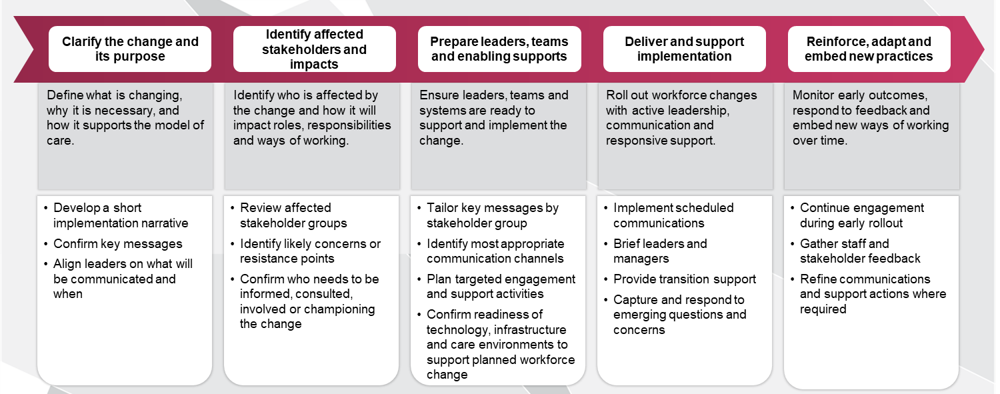 Clarify the change and
its purpose
Identify affected
stakeholders and
impacts
Prepare leaders, teams
and enabling supports
Deliver and support
implementation
Reinforce, adapt and
embed new practices
Define what is changing,
why it is necessary, and
how it supports the model of
care.
Identify who is affected by
the change and how it will
impact roles, responsibilities
and ways of working.
Ensure leaders, teams and
systems are ready to
support and implement the
change.
Roll out workforce changes
with active leadership,
communication and
responsive support.
Monitor early outcomes,
respond to feedback and
embed new ways of working
over time.
• Develop a short
implementation narrative
• Confirm key messages
• Align leaders on what will
be communicated and
when
• Review affected
stakeholder groups
• Identify likely concerns or
resistance points
• Confirm who needs to be
informed, consulted,
involved or championing
the change
• Tailor key messages by
stakeholder group
• Identify most appropriate
communication channels
• Plan targeted engagement
and support activities
• Confirm readiness of
technology, infrastructure
and care environments to
support planned workforce
change
• Implement scheduled
communications
• Brief leaders and
managers
• Provide transition support
• Capture and respond to
emerging questions and
concerns
• Continue engagement
during early rollout
• Gather staff and
stakeholder feedback
• Refine communications
and support actions where
required